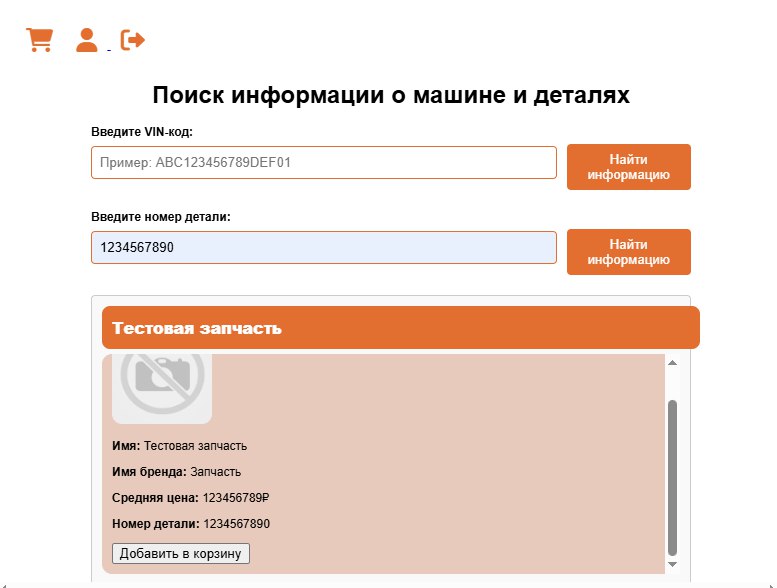 Поиск информации о машине и деталях
Введите VIN-код:
Пример: ABC123456789DEF01
Найти
информацию
Введите номер детали:
1234567890
Найти
информацию
Тестовая запчасть
Имя: Тестовая запчасть
Имя бренда: Запчасть
Средняя цена: 123456789₽
Номер детали: 1234567890
Добавить в корзину